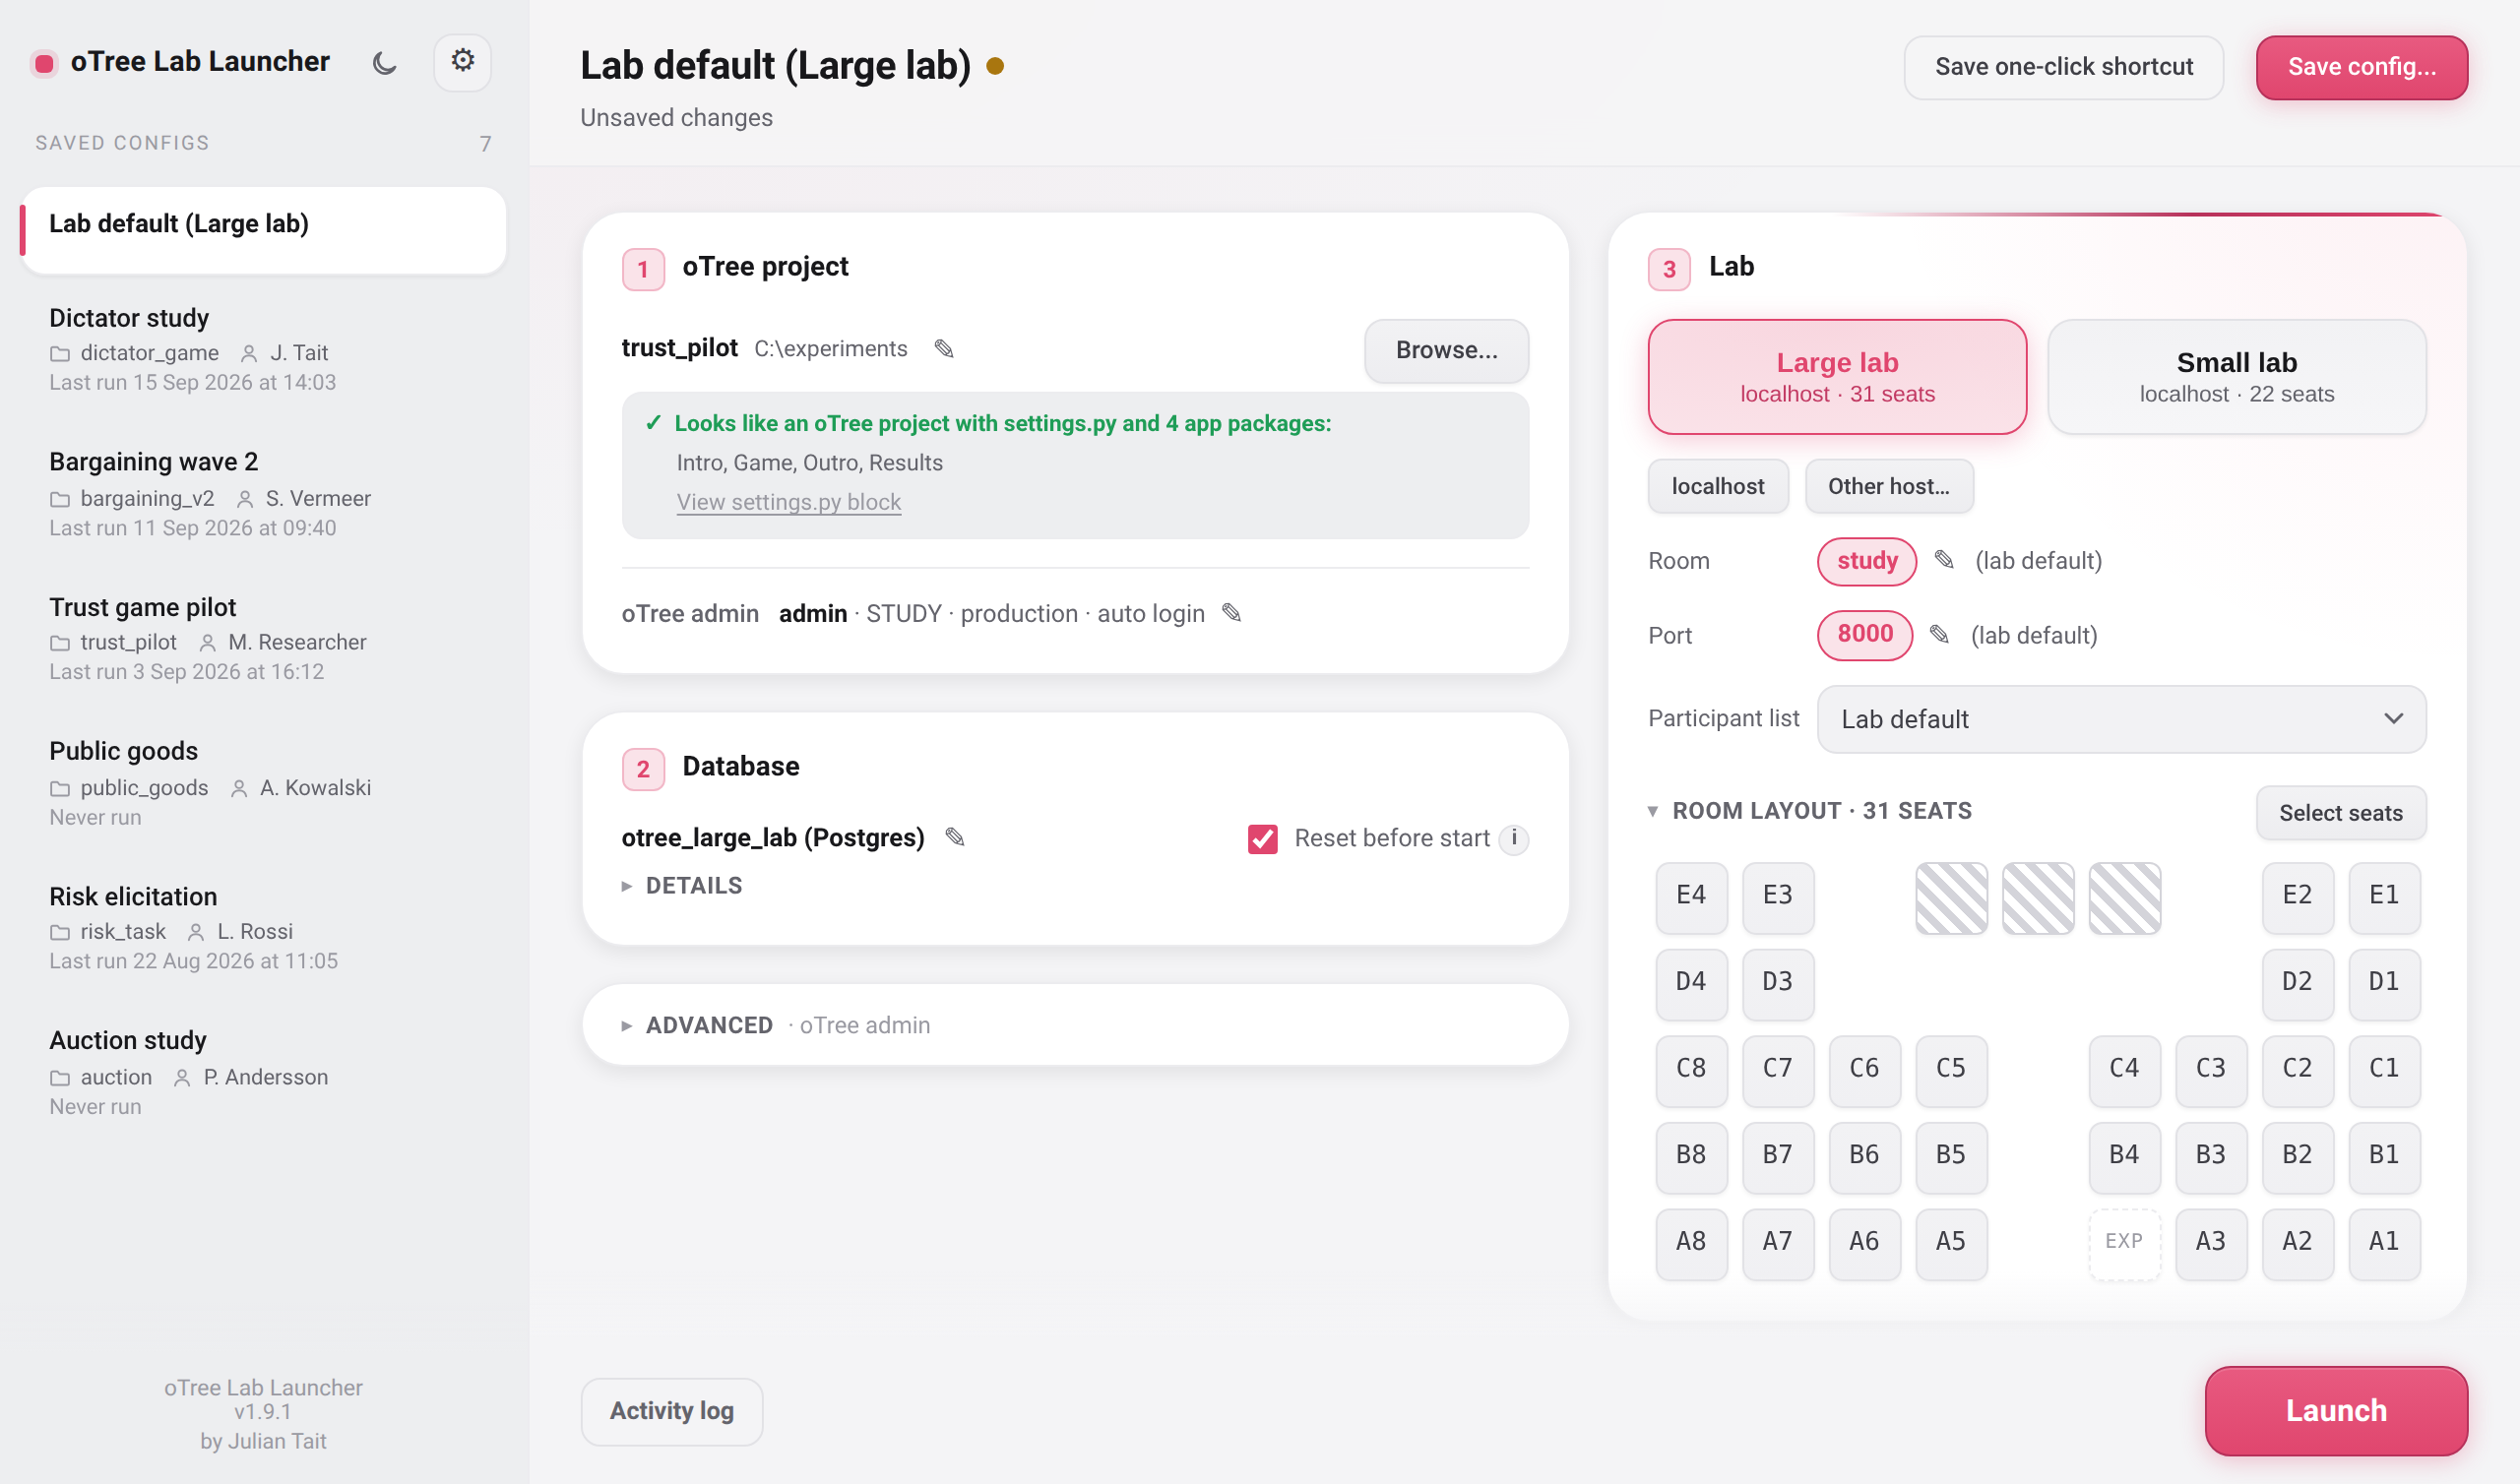 oTree Lab Launcher
SAVED CONFIGS 7
Lab default (Large lab)
Dictator study
dictator_game J. Tait
Last run 15 Sep 2026 at 14:03
Bargaining wave 2
bargaining_v2 S. Vermeer
Last run 11 Sep 2026 at 09:40
Trust game pilot
trust_pilot M. Researcher
Last run 3 Sep 2026 at 16:12
Public goods
public_goods A. Kowalski
Never run
Risk elicitation
risk_task L. Rossi
Last run 22 Aug 2026 at 11:05
Auction study
auction P. Andersson
Never run
oTree Lab Launcher
v1.9.1
by Julian Tait
Lab default (Large lab)
Unsaved changes
Save one-click shortcut
Save config...
1 oTree project
trust_pilot C:\experiments
Browse...
✓ Looks like an oTree project with settings.py and 4 app packages:
Intro, Game, Outro, Results
View settings.py block
oTree admin admin · STUDY · production · auto login
2 Database
otree_large_lab (Postgres)
Reset before start i
DETAILS
ADVANCED · oTree admin
3 Lab
Large lab
localhost · 31 seats
Small lab
localhost · 22 seats
localhost
Other host…
Room study (lab default)
Port 8000 (lab default)
Participant list Lab default
ROOM LAYOUT · 31 SEATS
Select seats
E4 E3 E2 E1
D4 D3 D2 D1
C8 C7 C6 C5 C4 C3 C2 C1
B8 B7 B6 B5 B4 B3 B2 B1
A8 A7 A6 A5 EXP A3 A2 A1
Activity log
Launch